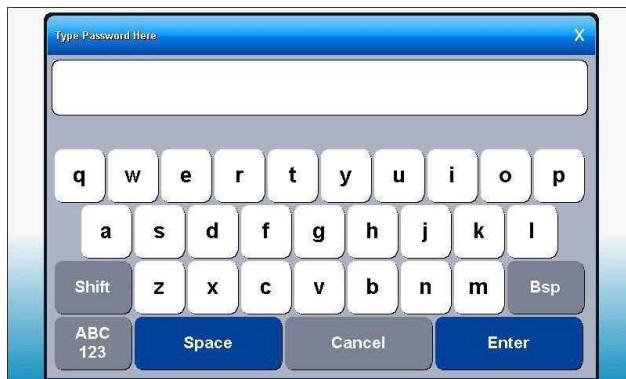 Type Password Here X
q w e r t y u i o p
a s d f g h j k l
Shift z x c v b n m Bsp
ABC
123 Space Cancel Enter